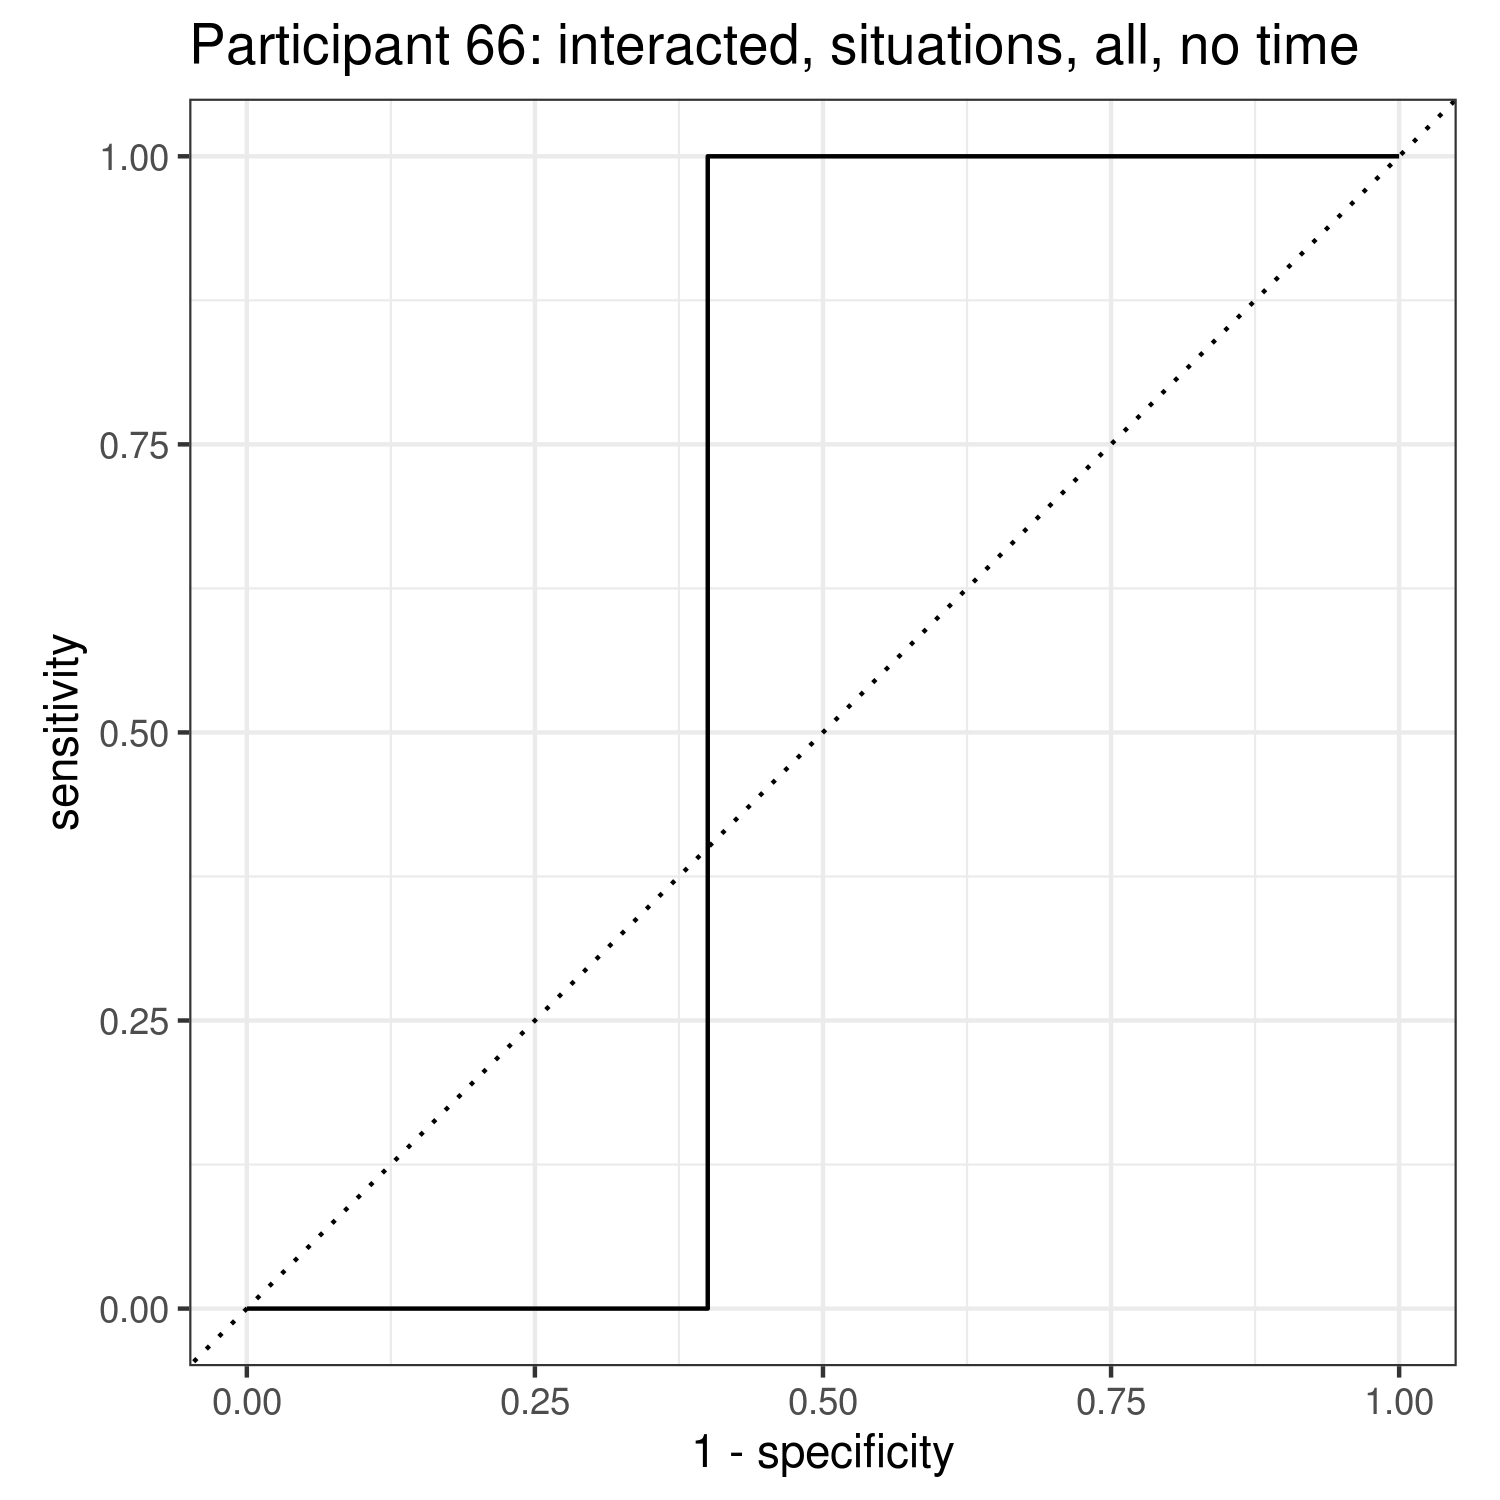 Participant 66: interacted, situations, all, no time
1.00
0.75
0.50
0.25
0.00
sensitivity
0.00 0.25 0.50 0.75 1.00
1 - specificity